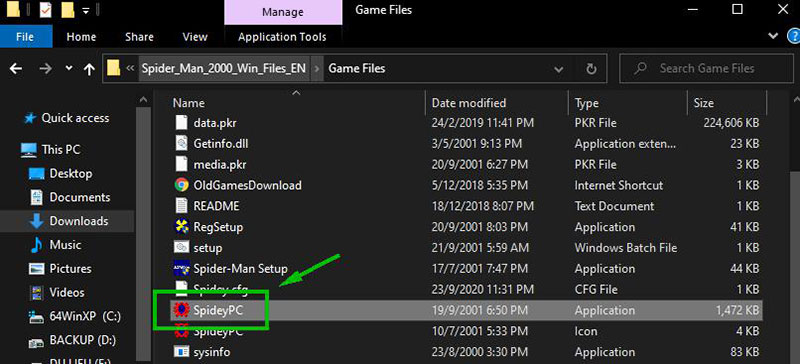 Manage
Game Files
File
Home
Share
View
Application Tools
Spider_Man_2000_Win_Files_EN > Game Files
Search Game Files
Name Date modified Type Size
Quick access
This PC
Desktop
Documents
Downloads
Music
Pictures
Videos
64WinXP (C:)
BACKUP (D:)
data.pkr 24/2/2019 11:41 PM PKR File 224,606 KB
Getinfo.dll 3/5/2001 9:13 PM Application exten... 23 KB
media.pkr 20/9/2001 6:27 PM PKR File 3 KB
OldGamesDownload 5/12/2018 5:35 PM Internet Shortcut 1 KB
README 18/12/2018 8:07 PM Text Document 1 KB
RegSetup 20/9/2001 8:03 PM Application 41 KB
setup 21/9/2001 5:59 AM Windows Batch File 1 KB
Spider-Man Setup 17/7/2001 7:47 PM Application 44 KB
Spidey.cfg 23/9/2020 11:31 PM CFG File 1 KB
SpideyPC 19/9/2001 6:50 PM Application 1,472 KB
SpideyPC 10/7/2001 5:33 PM Icon 4 KB
sysinfo 23/8/2000 3:30 PM Application 83 KB